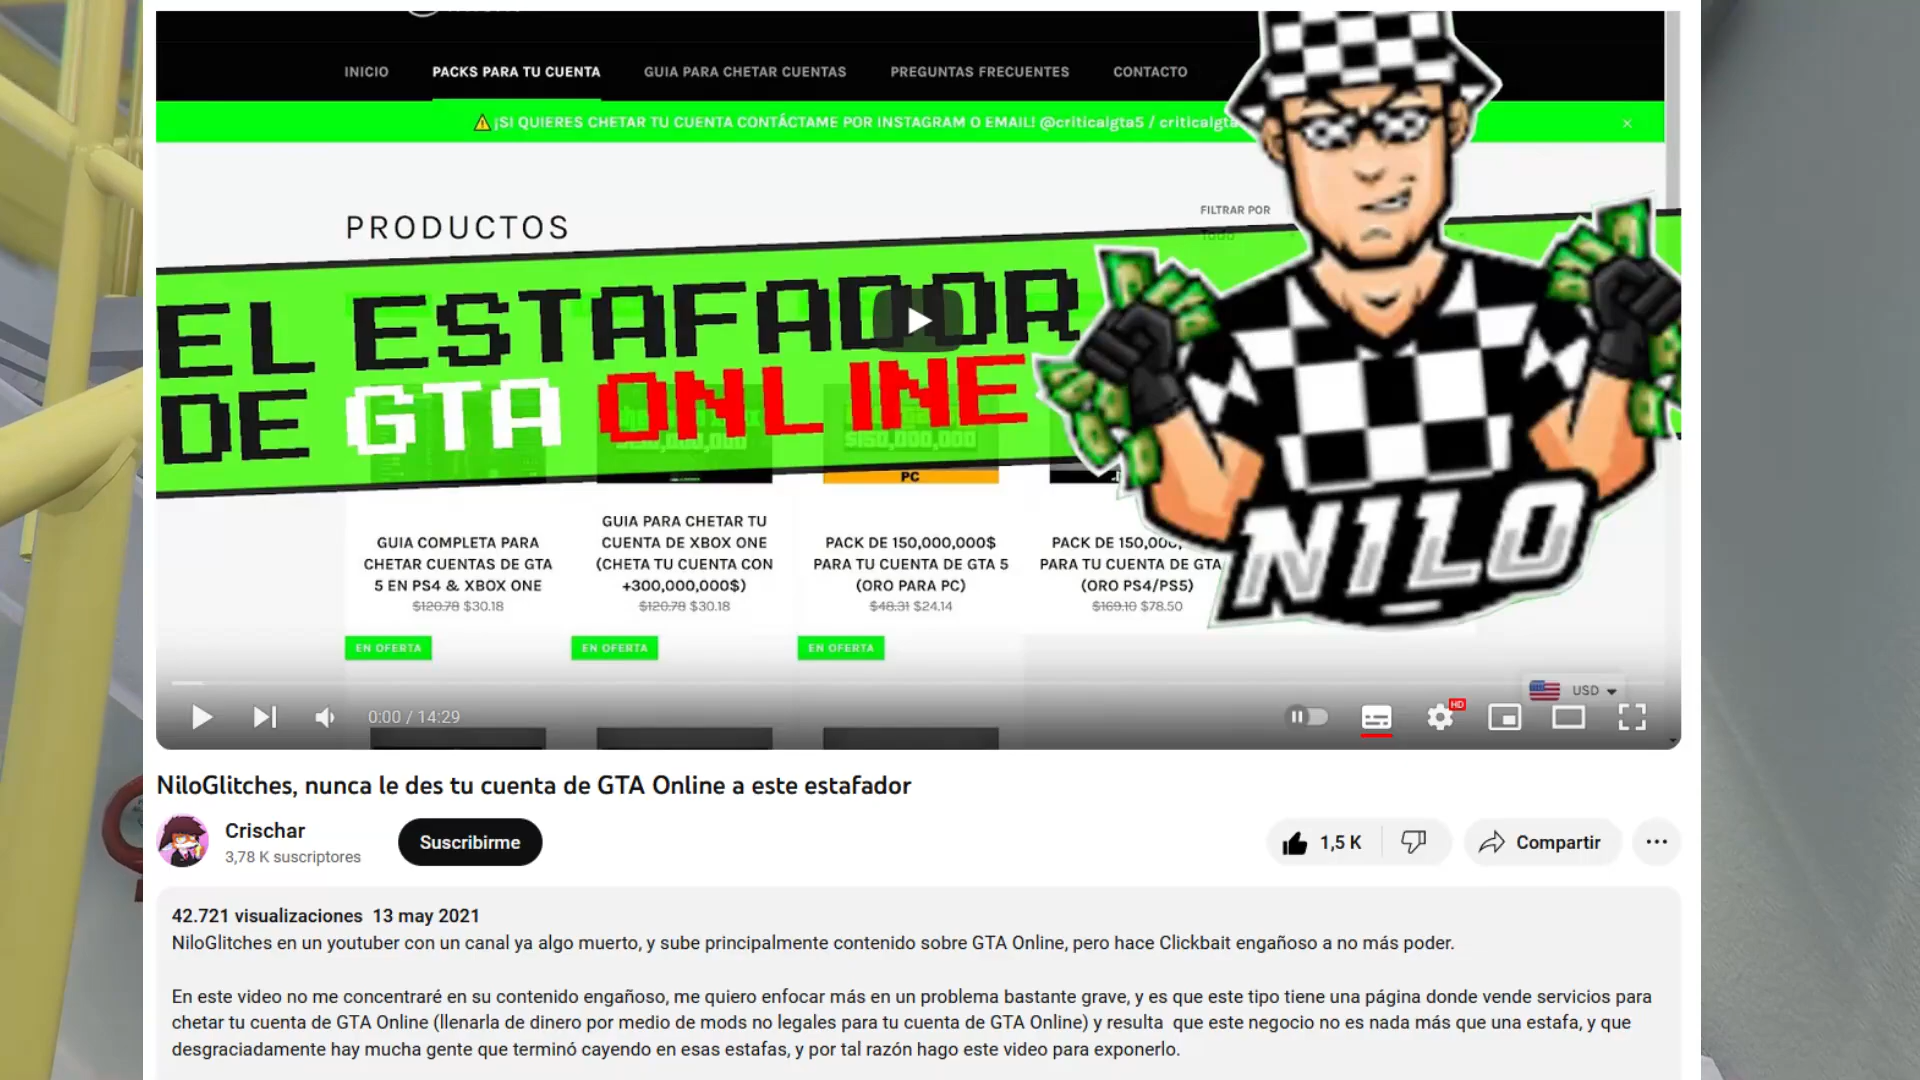 INICIO PACKS PARA TU CUENTA GUIA PARA CHETAR CUENTAS PREGUNTAS FRECUENTES CONTACTO
¡SI QUIERES CHETAR TU CUENTA CONTÁCTAME POR INSTAGRAM O EMAIL! @criticalgta5 / criticalgta
PRODUCTOS
FILTRAR POR
Todo
EL ESTAFADOR
DE GTA ONLINE
$150,000,000
PC
NILO
GUIA COMPLETA PARA
CHETAR CUENTAS DE GTA
5 EN PS4 & XBOX ONE
$120.78 $30.18
GUIA PARA CHETAR TU
CUENTA DE XBOX ONE
(CHETA TU CUENTA CON
+300,000,000$)
$120.78 $30.18
PACK DE 150,000,000$
PARA TU CUENTA DE GTA 5
(ORO PARA PC)
$48.31 $24.14
PACK DE 150,000,
PARA TU CUENTA DE GTA
(ORO PS4/PS5)
$169.10 $78.50
EN OFERTA EN OFERTA EN OFERTA
USD
0:00 / 14:29
HD
NiloGlitches, nunca le des tu cuenta de GTA Online a este estafador
Crischar
3,78 K suscriptores
Suscribirme
1,5 K
Compartir
42.721 visualizaciones 13 may 2021
NiloGlitches en un youtuber con un canal ya algo muerto, y sube principalmente contenido sobre GTA Online, pero hace Clickbait engañoso a no más poder.
En este video no me concentraré en su contenido engañoso, me quiero enfocar más en un problema bastante grave, y es que este tipo tiene una página donde vende servicios para
chetar tu cuenta de GTA Online (llenarla de dinero por medio de mods no legales para tu cuenta de GTA Online) y resulta que este negocio no es nada más que una estafa, y que
desgraciadamente hay mucha gente que terminó cayendo en esas estafas, y por tal razón hago este video para exponerlo.